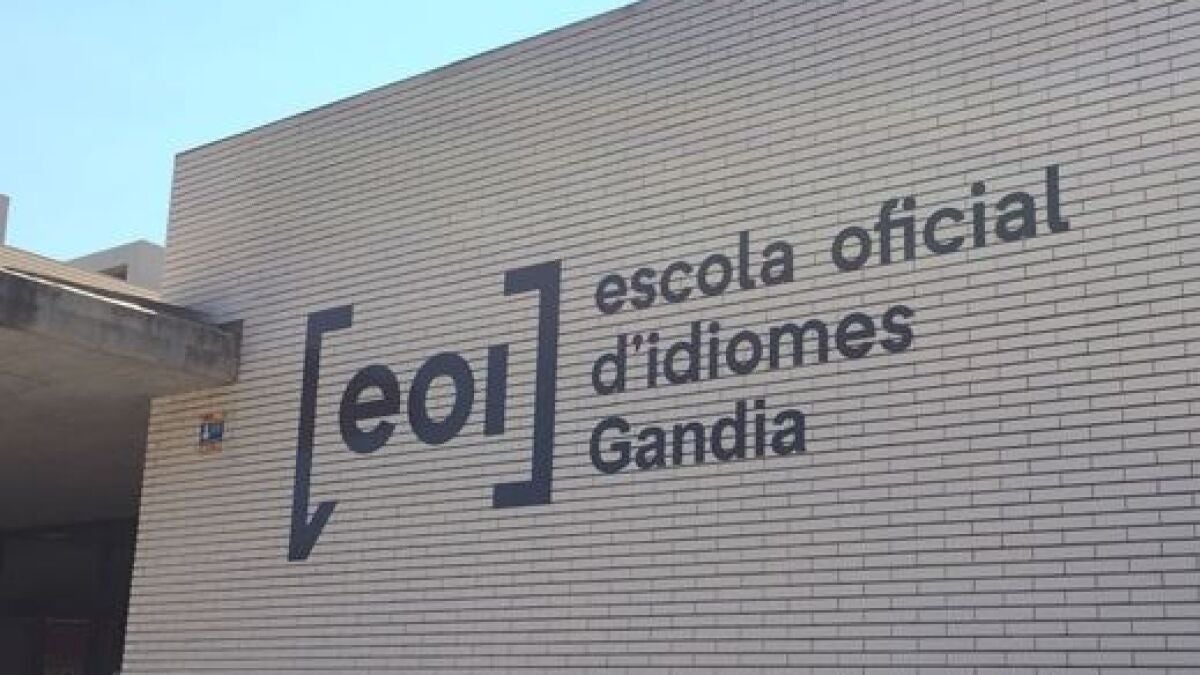 [eoi]
escola oficial
d'idiomes
Gandia